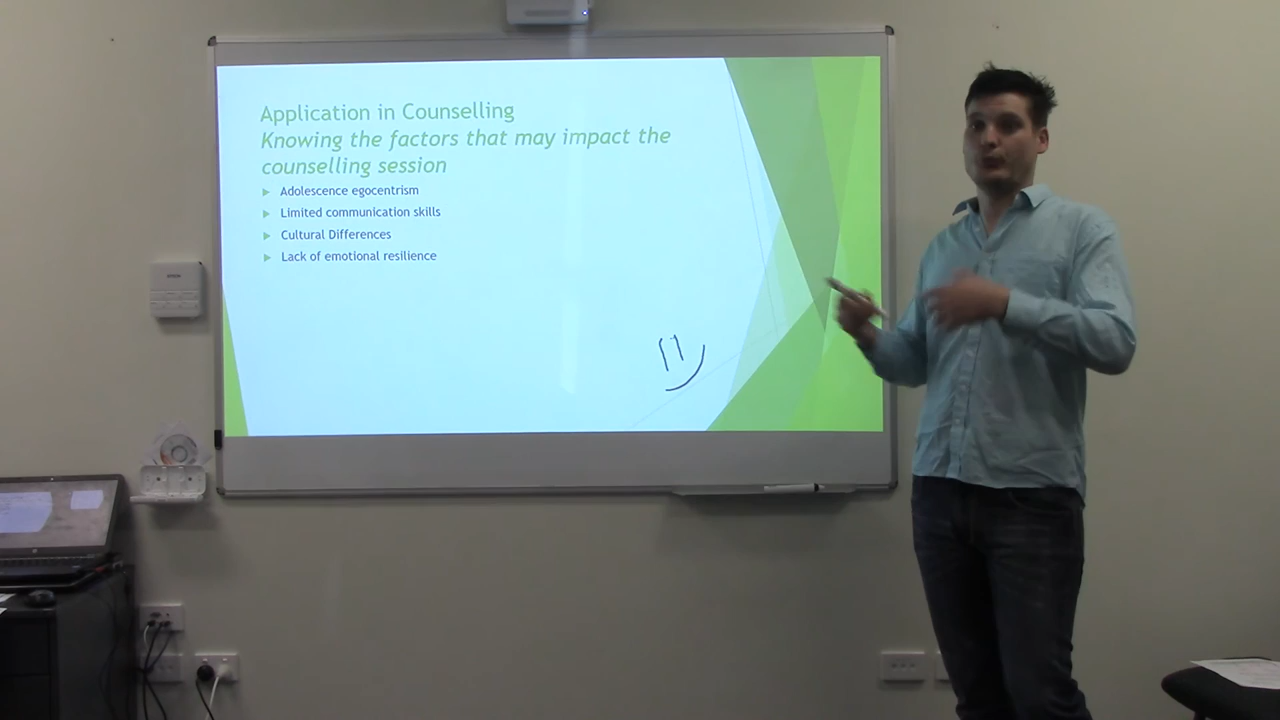 Application in Counselling
Knowing the factors that may impact the
counselling session
Adolescence egocentrism
Limited communication skills
Cultural Differences
Lack of emotional resilience
EPSON